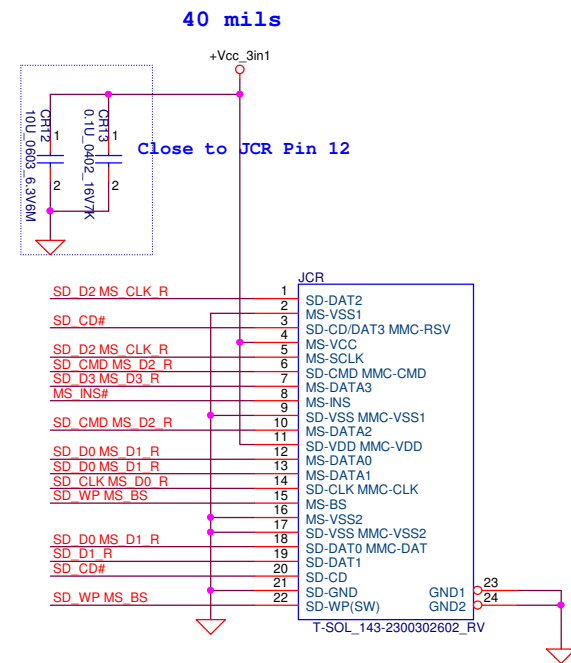 40 mils
+Vcc_3in1
CR12
10U_0603_6.3V6M
1
2
CR13
0.1U_0402_16V7K
1
2
Close to JCR Pin 12
JCR
SD_D2 MS_CLK_R 1 SD-DAT2
2 MS-VSS1
SD_CD# 3 SD-CD/DAT3 MMC-RSV
4 MS-VCC
SD_D2 MS_CLK_R 5 MS-SCLK
SD_CMD MS_D2_R 6 SD-CMD MMC-CMD
SD_D3 MS_D3_R 7 MS-DATA3
MS_INS# 8 MS-INS
9 SD-VSS MMC-VSS1
SD_CMD MS_D2_R 10 MS-DATA2
11 SD-VDD MMC-VDD
SD_D0 MS_D1_R 12 MS-DATA0
SD_D0 MS_D1_R 13 MS-DATA1
SD_CLK MS_D0_R 14 SD-CLK MMC-CLK
SD_WP MS_BS 15 MS-BS
16 MS-VSS2
17 SD-VSS MMC-VSS2
SD_D0 MS_D1_R 18 SD-DAT0 MMC-DAT
SD_D1_R 19 SD-DAT1
SD_CD# 20 SD-CD
21 SD-GND GND1 23
SD_WP MS_BS 22 SD-WP(SW) GND2 24
T-SOL_143-2300302602_RV